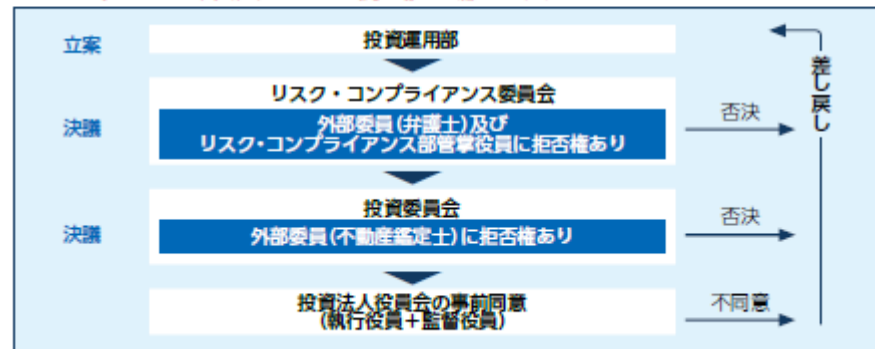 立案
投資運用部
リスク・コンプライアンス委員会
決議
外部委員(弁護士)及び
リスク・コンプライアンス部管掌役員に拒否権あり
否決
投資委員会
決議
外部委員(不動産鑑定士)に拒否権あり
否決
投資法人役員会の事前同意
(執行役員+監督役員)
不同意
差し戻し